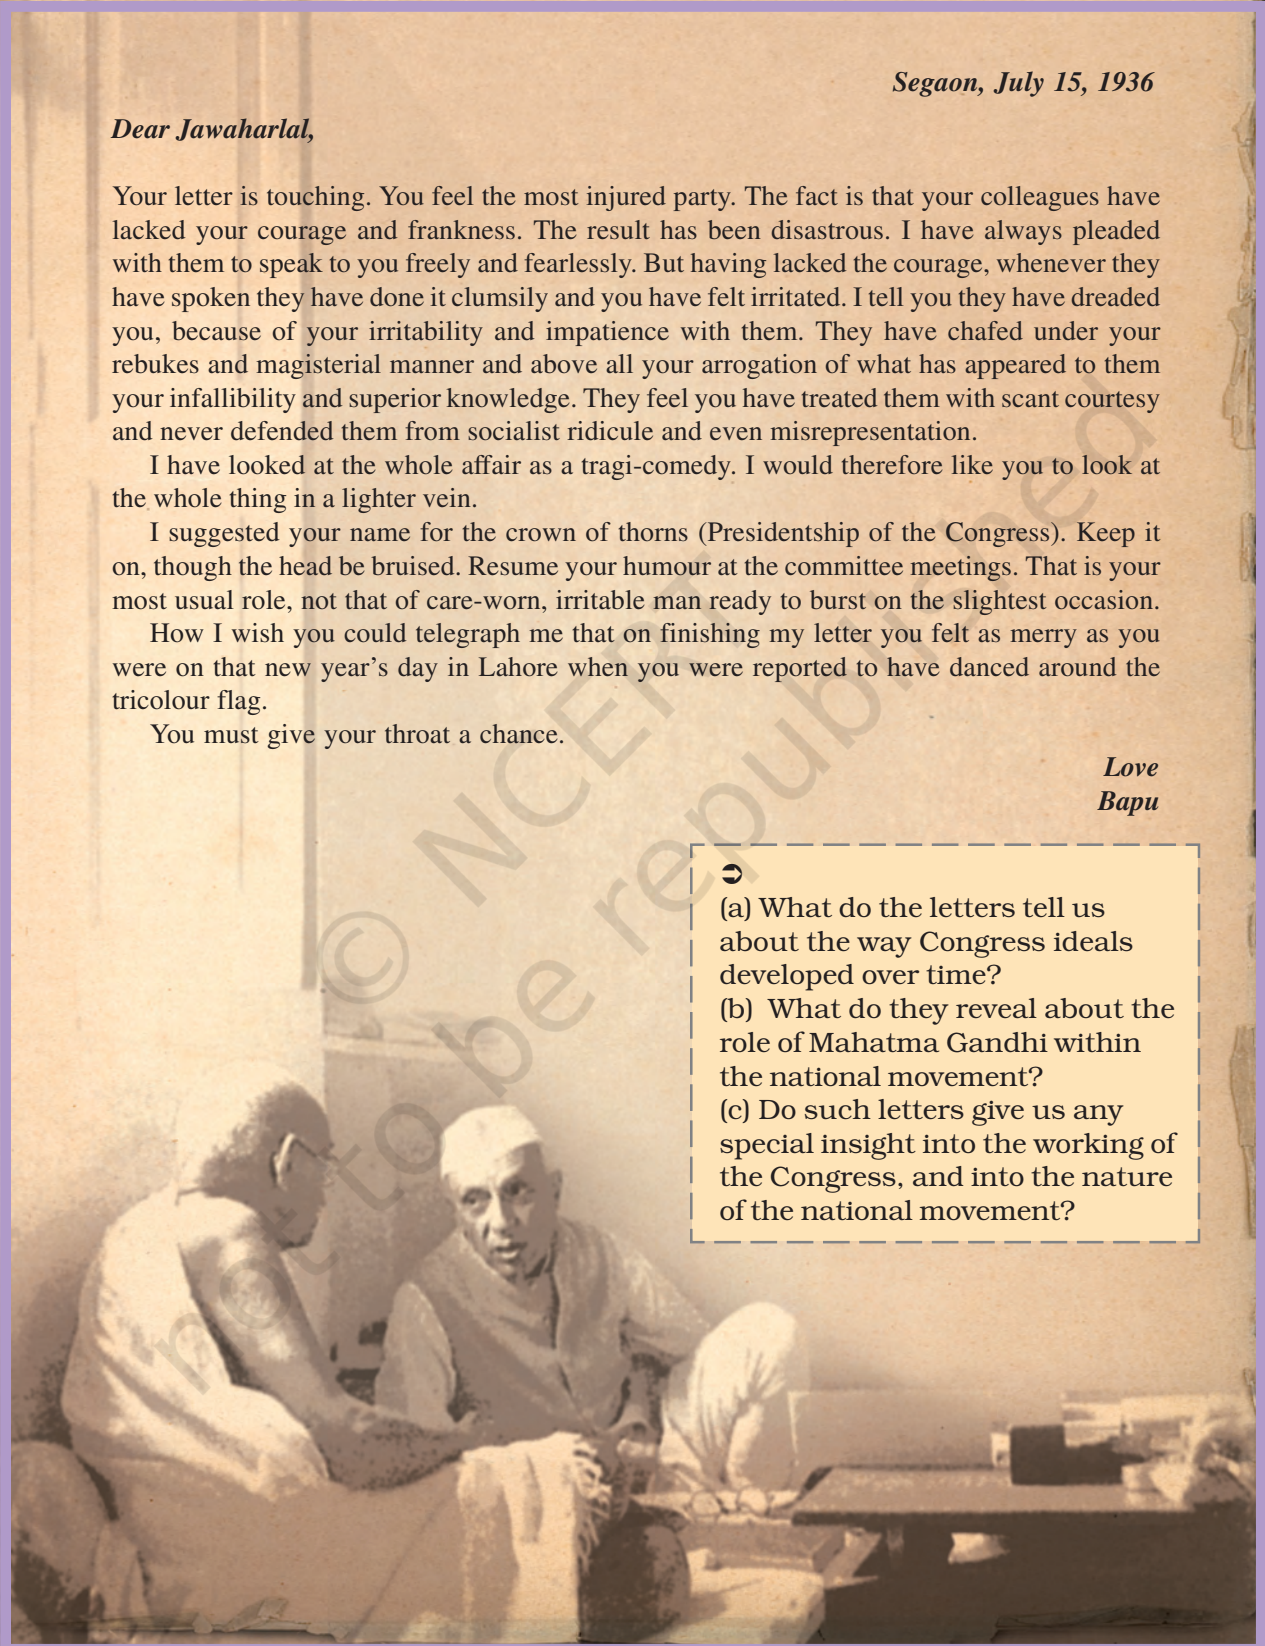 Segaon, July 15, 1936
Dear Jawaharlal,
Your letter is touching. You feel the most injured party. The fact is that your colleagues have
lacked your courage and frankness. The result has been disastrous. I have always pleaded
with them to speak to you freely and fearlessly. But having lacked the courage, whenever they
have spoken they have done it clumsily and you have felt irritated. I tell you they have dreaded
you, because of your irritability and impatience with them. They have chafed under your
rebukes and magisterial manner and above all your arrogation of what has appeared to them
your infallibility and superior knowledge. They feel you have treated them with scant courtesy
and never defended them from socialist ridicule and even misrepresentation.
I have looked at the whole affair as a tragi-comedy. I would therefore like you to look at
the whole thing in a lighter vein.
I suggested your name for the crown of thorns (Presidentship of the Congress). Keep it
on, though the head be bruised. Resume your humour at the committee meetings. That is your
most usual role, not that of care-worn, irritable man ready to burst on the slightest occasion.
How I wish you could telegraph me that on finishing my letter you felt as merry as you
were on that new year's day in Lahore when you were reported to have danced around the
tricolour flag.
You must give your throat a chance.
Love
Bapu
➲
(a) What do the letters tell us
about the way Congress ideals
developed over time?
(b) What do they reveal about the
role of Mahatma Gandhi within
the national movement?
(c) Do such letters give us any
special insight into the working of
the Congress, and into the nature
of the national movement?
© NCERT
not to be republished